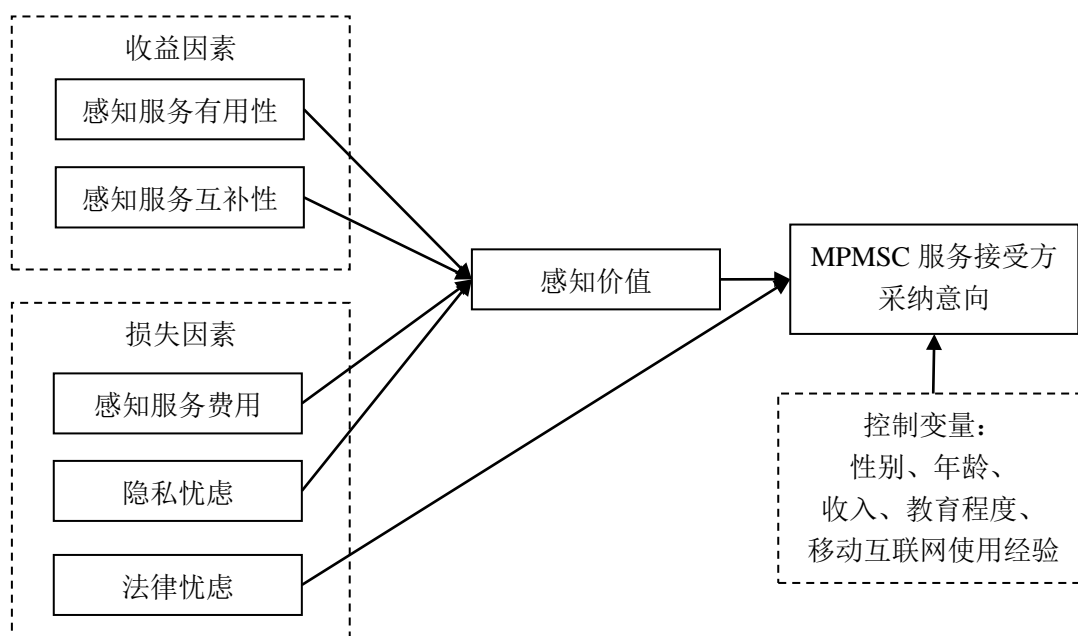 收益因素
感知服务有用性
感知服务互补性
损失因素
感知服务费用
隐私忧虑
法律忧虑
感知价值
MPMSC 服务接受方
采纳意向
控制变量：
性别、年龄、
收入、教育程度、
移动互联网使用经验